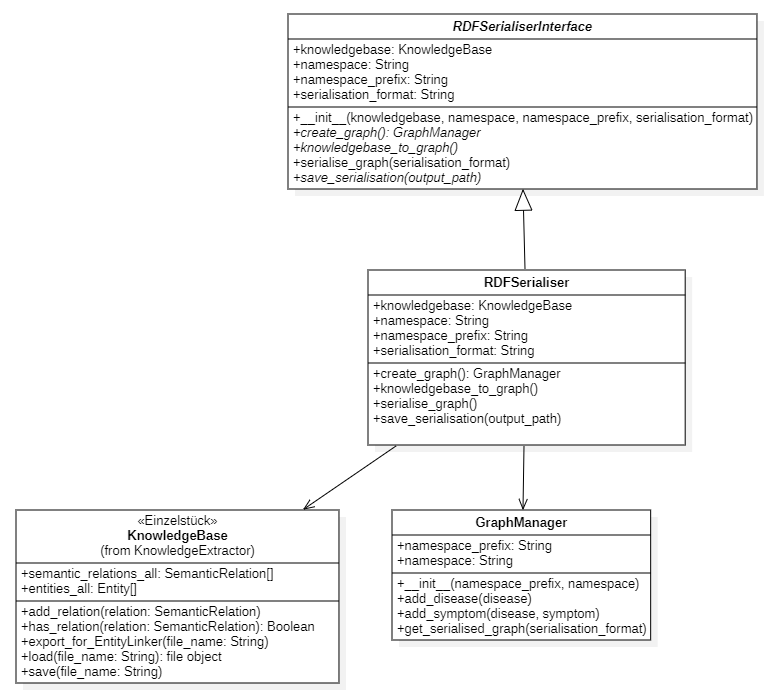 RDFSerialiserInterface
+knowledgebase: KnowledgeBase
+namespace: String
+namespace_prefix: String
+serialisation_format: String
+__init__(knowledgebase, namespace, namespace_prefix, serialisation_format)
+create_graph(): GraphManager
+knowledgebase_to_graph()
+serialise_graph(serialisation_format)
+save_serialisation(output_path)
RDFSerialiser
+knowledgebase: KnowledgeBase
+namespace: String
+namespace_prefix: String
+serialisation_format: String
+create_graph(): GraphManager
+knowledgebase_to_graph()
+serialise_graph()
+save_serialisation(output_path)
«Einzelstück»
KnowledgeBase
(from KnowledgeExtractor)
+semantic_relations_all: SemanticRelation[]
+entities_all: Entity[]
+add_relation(relation: SemanticRelation)
+has_relation(relation: SemanticRelation): Boolean
+export_for_EntityLinker(file_name: String)
+load(file_name: String): file object
+save(file_name: String)
GraphManager
+namespace_prefix: String
+namespace: String
+__init__(namespace_prefix, namespace)
+add_disease(disease)
+add_symptom(disease, symptom)
+get_serialised_graph(serialisation_format)